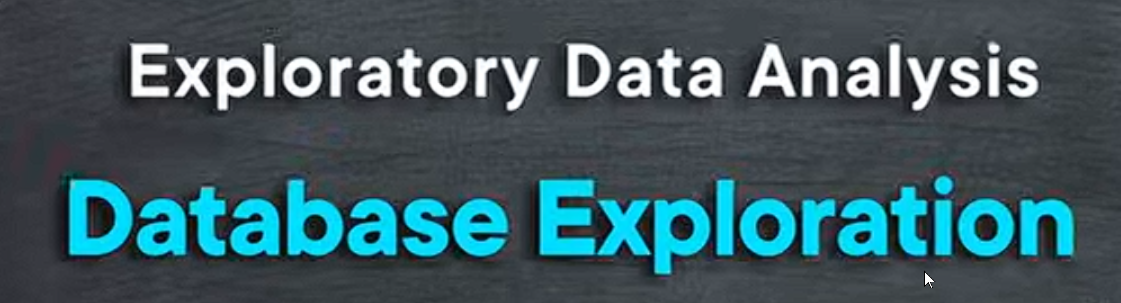 Exploratory Data Analysis
Database Exploration